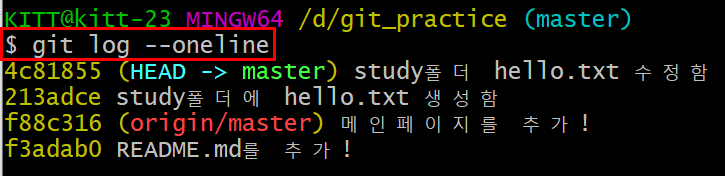 KITT@kitt-23 MINGW64 /d/git_practice (master)
$ git log --oneline
4c81855 (HEAD -> master) study폴더 hello.txt 수정함
213adce study폴더에 hello.txt 생성함
f88c316 (origin/master) 메인페이지를 추가!
f3adab0 README.md를 추가!